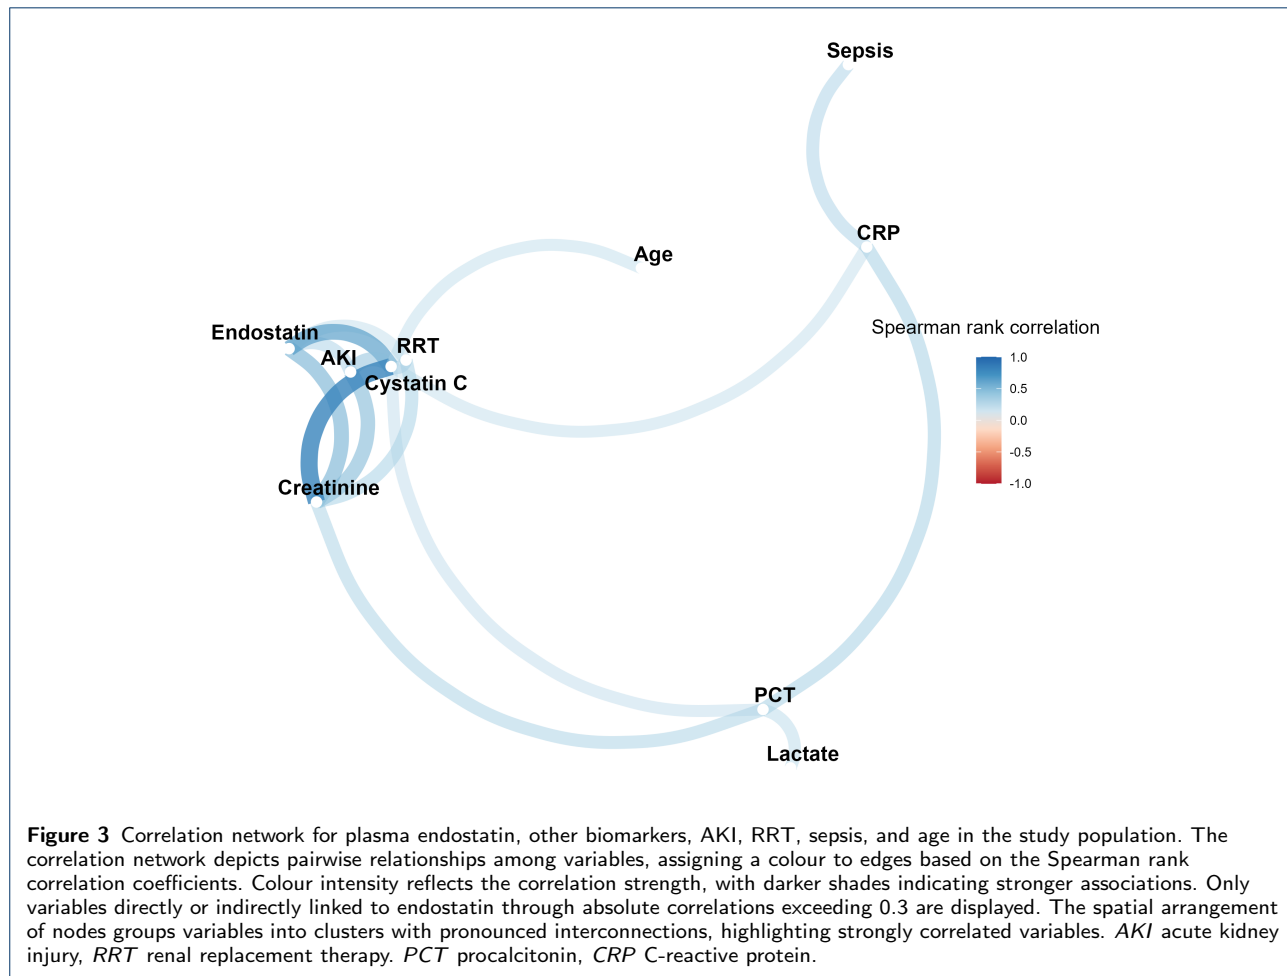 Sepsis
CRP
Age
Spearman rank correlation
Endostatin
RRT
AKI
1.0
Cystatin C
0.5
0.0
-0.5
Creatinine
-1.0
PCT
Lactate
Figure 3 Correlation network for plasma endostatin, other biomarkers, AKI, RRT, sepsis, and age in the study population. The
correlation network depicts pairwise relationships among variables, assigning a colour to edges based on the Spearman rank
correlation coefficients. Colour intensity reflects the correlation strength, with darker shades indicating stronger associations. Only
variables directly or indirectly linked to endostatin through absolute correlations exceeding 0.3 are displayed. The spatial arrangement
of nodes groups variables into clusters with pronounced interconnections, highlighting strongly correlated variables. AKI acute kidney
injury, RRT renal replacement therapy. PCT procalcitonin, CRP C-reactive protein.